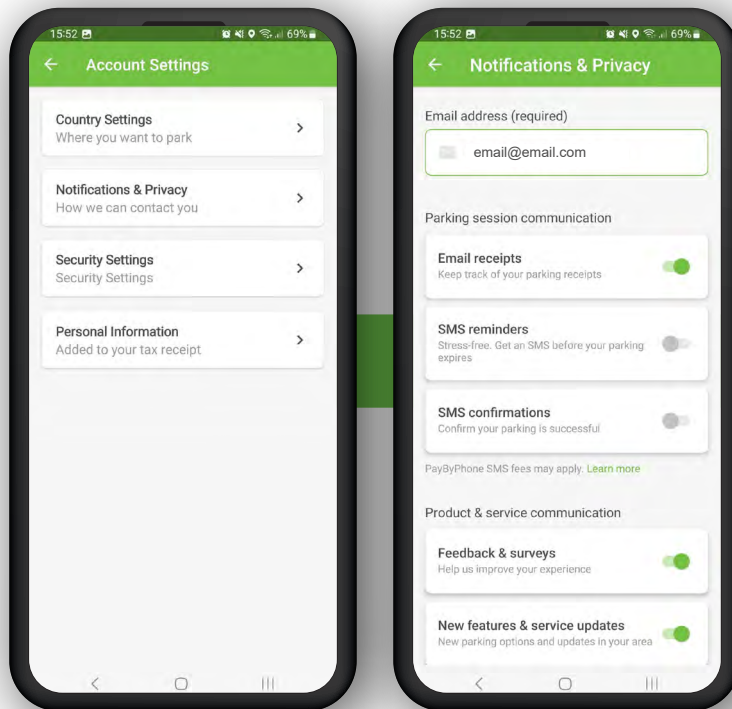 15:52 69%
Account Settings
Country Settings
Where you want to park
Notifications & Privacy
How we can contact you
Security Settings
Security Settings
Personal Information
Added to your tax receipt
15:52 69%
Notifications & Privacy
Email address (required)
email@email.com
Parking session communication
Email receipts
Keep track of your parking receipts
SMS reminders
Stress-free. Get an SMS before your parking
expires
SMS confirmations
Confirm your parking is successful
PayByPhone SMS fees may apply. Learn more
Product & service communication
Feedback & surveys
Help us improve your experience
New features & service updates
New parking options and updates in your area